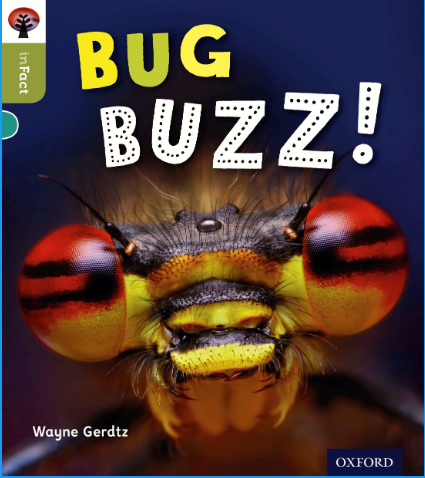 inFact
BUG
BUZZ!
Wayne Gerdtz
OXFORD